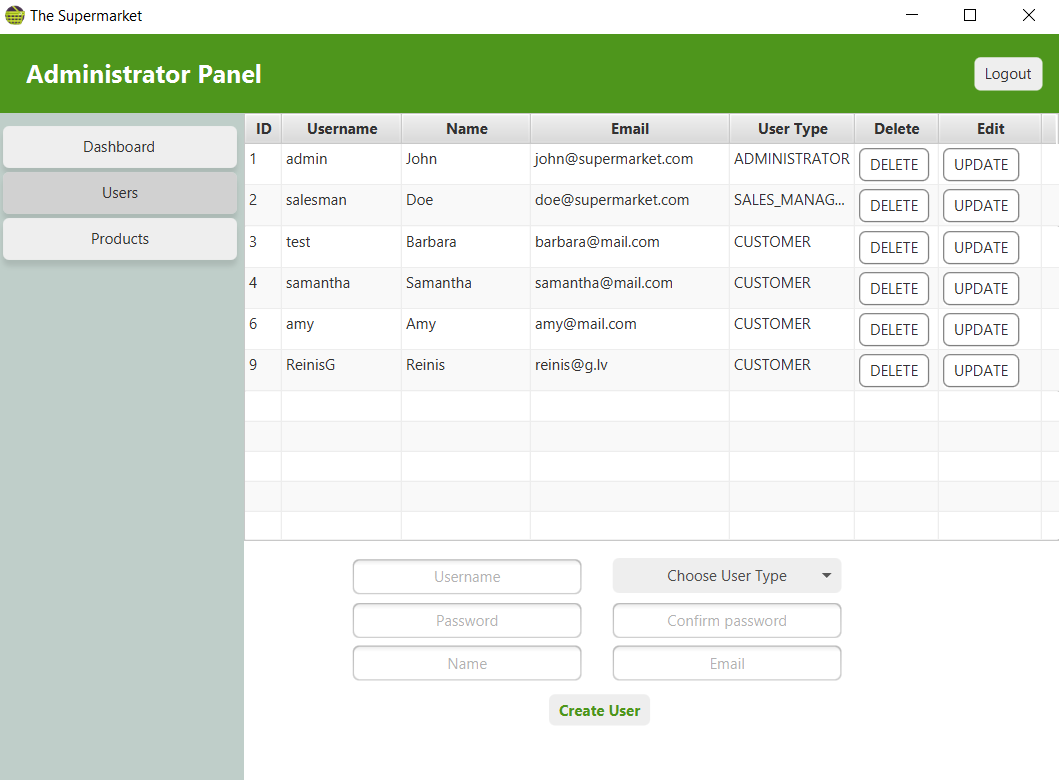 The Supermarket
Administrator Panel
Logout
Dashboard
Users
Products
ID Username Name Email User Type Delete Edit
1 admin John john@supermarket.com ADMINISTRATOR DELETE UPDATE
2 salesman Doe doe@supermarket.com SALES_MANAG... DELETE UPDATE
3 test Barbara barbara@mail.com CUSTOMER DELETE UPDATE
4 samantha Samantha samantha@mail.com CUSTOMER DELETE UPDATE
6 amy Amy amy@mail.com CUSTOMER DELETE UPDATE
9 ReinisG Reinis reinis@g.lv CUSTOMER DELETE UPDATE
Username Choose User Type
Password Confirm password
Name Email
Create User